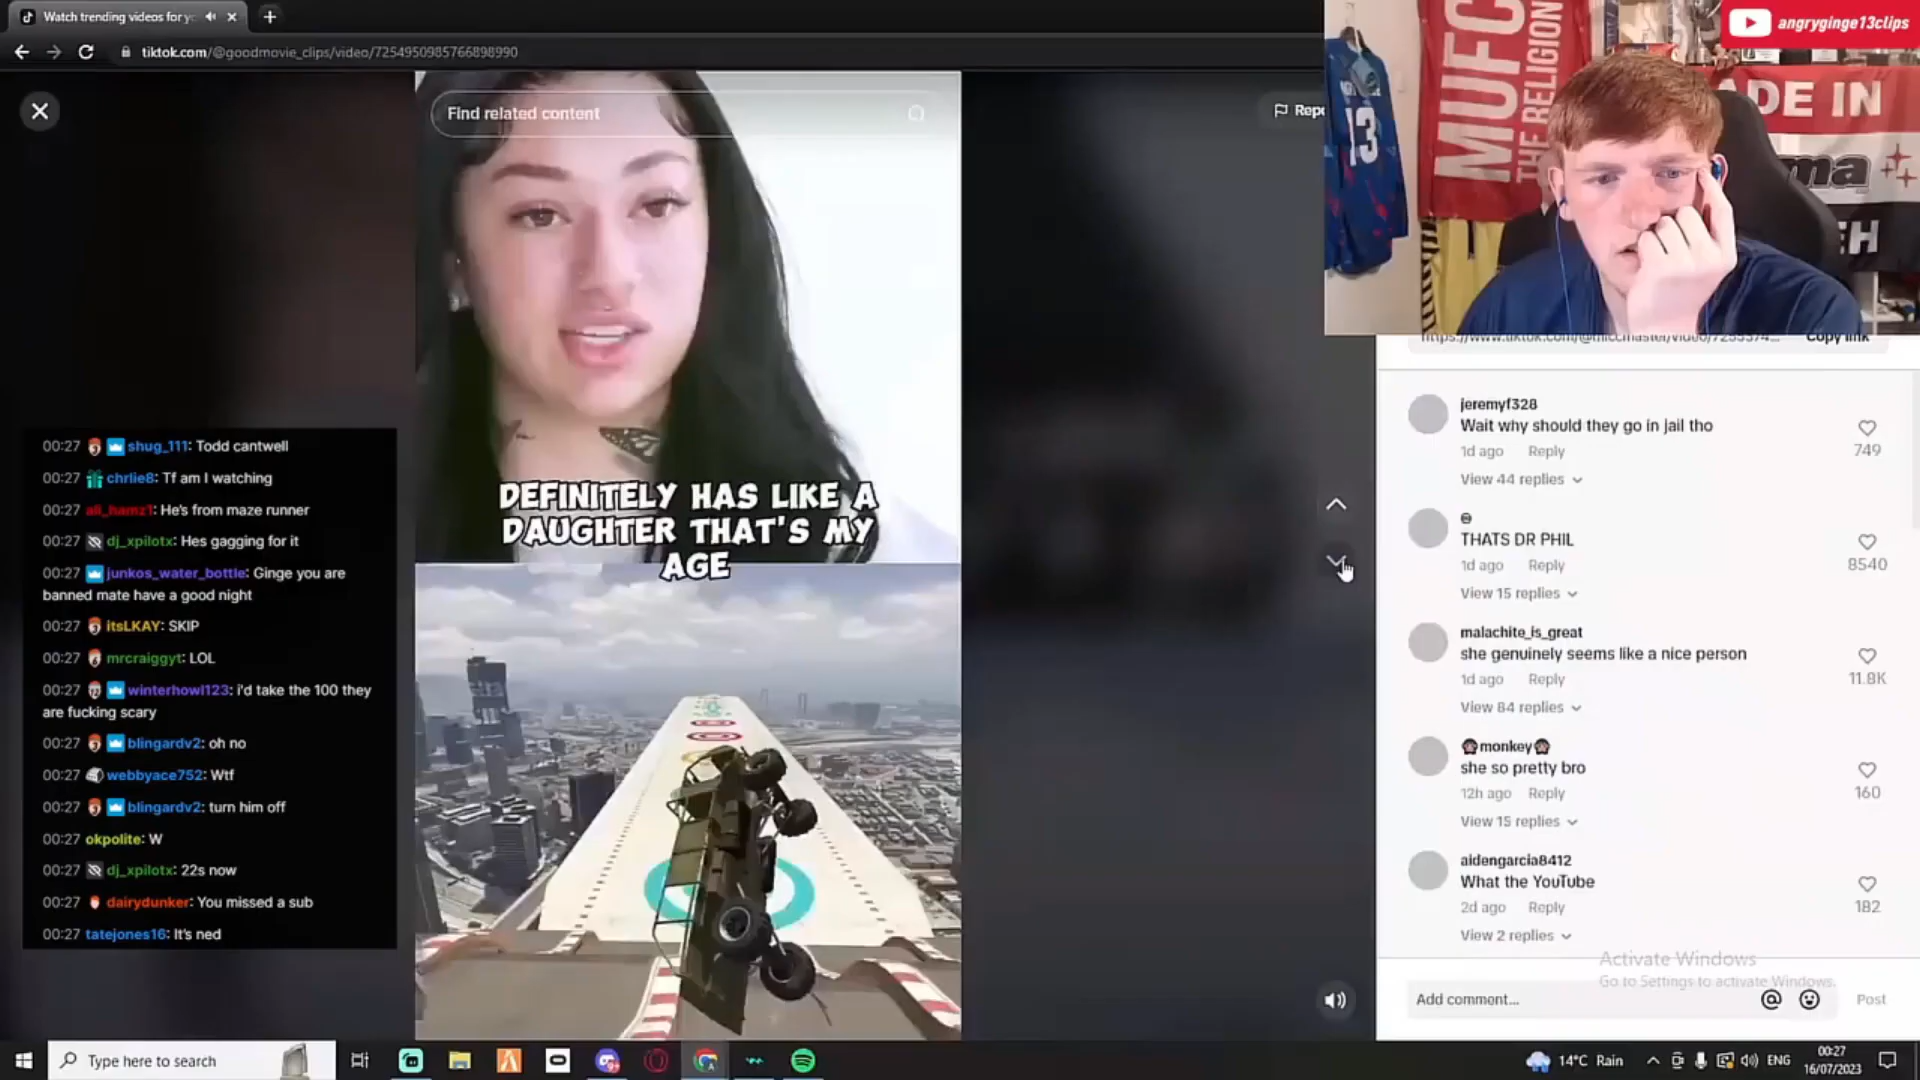 Watch trending videos for yo
tiktok.com/@goodmovie_clips/video/7254950985766898990
Find related content
Repo
angryginge13clips
MUFC
THE RELIGION
13
ADE IN
ma
EH
DEFINITELY HAS LIKE A
DAUGHTER THAT'S MY
AGE
00:27 shug_111: Todd cantwell
00:27 chrlie8: Tf am I watching
00:27 ali_hamz1: He's from maze runner
00:27 dj_xpilotx: Hes gagging for it
00:27 junkos_water_bottle: Ginge you are
banned mate have a good night
00:27 itsLKAY: SKIP
00:27 mrcraiggyt: LOL
00:27 winterhowl123: i'd take the 100 they
are fucking scary
00:27 blingardv2: oh no
00:27 webbyace752: Wtf
00:27 blingardv2: turn him off
00:27 okpolite: W
00:27 dj_xpilotx: 22s now
00:27 dairydunker: You missed a sub
00:27 tatejones16: It's ned
Copy link
jeremyf328
Wait why should they go in jail tho
1d ago Reply
749
View 44 replies
THATS DR PHIL
1d ago Reply
8540
View 15 replies
malachite_is_great
she genuinely seems like a nice person
1d ago Reply
11.8K
View 84 replies
monkey
she so pretty bro
12h ago Reply
160
View 15 replies
aidengarcia8412
What the YouTube
2d ago Reply
182
View 2 replies
Activate Windows
Go to Settings to activate Windows.
Add comment...
Post
Type here to search
14°C Rain
ENG
00:27
16/07/2023